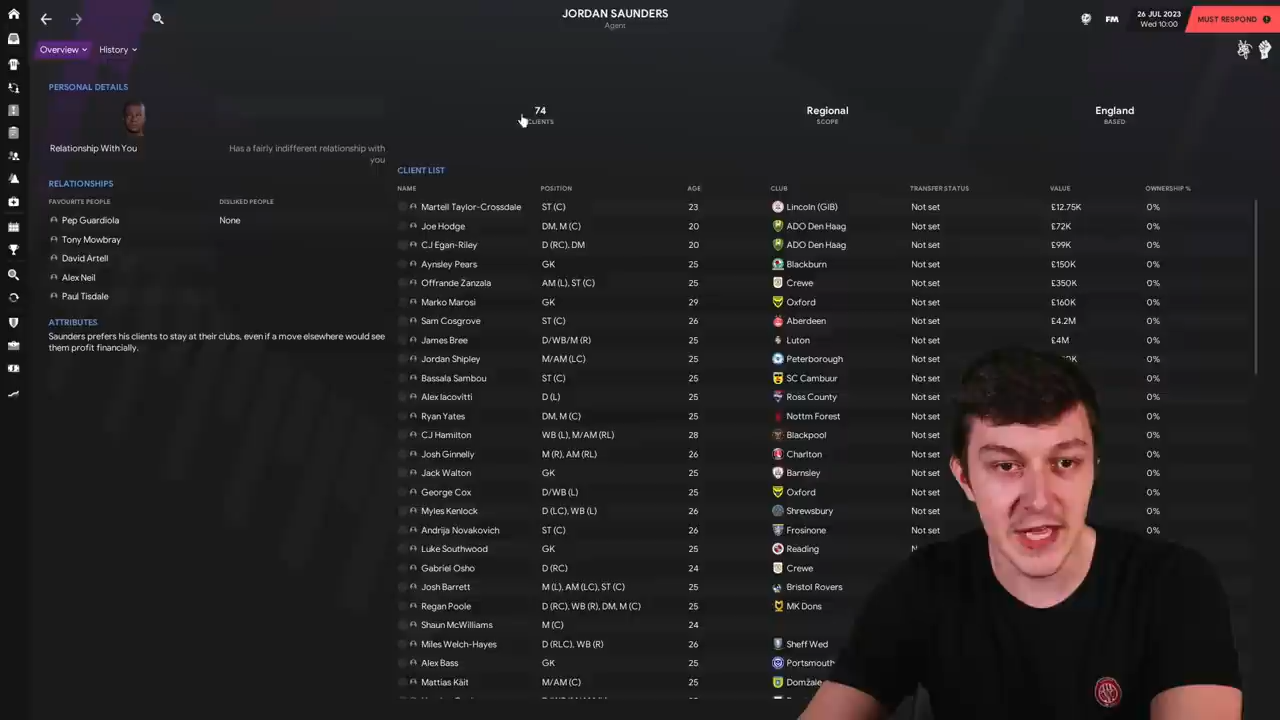 JORDAN SAUNDERS
Agent
FM
26 JUL 2023
Wed 10:00
MUST RESPOND
Overview
History
PERSONAL DETAILS
Relationship With You
Has a fairly indifferent relationship with
you
RELATIONSHIPS
FAVOURITE PEOPLE DISLIKED PEOPLE
Pep Guardiola None
Tony Mowbray
David Artell
Alex Neil
Paul Tisdale
ATTRIBUTES
Saunders prefers his clients to stay at their clubs, even if a move elsewhere would see
them profit financially.
74 Regional England
CLIENTS SCOPE BASED
CLIENT LIST
NAME POSITION AGE CLUB TRANSFER STATUS VALUE OWNERSHIP %
Martell Taylor-Crossdale ST (C) 23 Lincoln (GIB) Not set £12.75K 0%
Joe Hodge DM, M (C) 20 ADO Den Haag Not set £72K 0%
CJ Egan-Riley D (RC), DM 20 ADO Den Haag Not set £99K 0%
Aynsley Pears GK 25 Blackburn Not set £150K 0%
Offrande Zanzala AM (L), ST (C) 25 Crewe Not set £350K 0%
Marko Marosi GK 29 Oxford Not set £160K 0%
Sam Cosgrove ST (C) 26 Aberdeen Not set £4.2M 0%
James Bree D/WB/M (R) 25 Luton Not set £4M 0%
Jordan Shipley M/AM (LC) 25 Peterborough Not set 0%
Bassala Sambou ST (C) 25 SC Cambuur Not set 0%
Alex Iacovitti D (L) 25 Ross County Not set 0%
Ryan Yates DM, M (C) 25 Nottm Forest Not set 0%
CJ Hamilton WB (L), M/AM (RL) 28 Blackpool Not set 0%
Josh Ginnelly M (R), AM (RL) 26 Charlton Not set 0%
Jack Walton GK 25 Barnsley Not set 0%
George Cox D/WB (L) 25 Oxford Not set 0%
Myles Kenlock D (LC), WB (L) 26 Shrewsbury Not set 0%
Andrija Novakovich ST (C) 26 Frosinone Not set 0%
Luke Southwood GK 25 Reading
Gabriel Osho D (RC) 24 Crewe
Josh Barrett M (L), AM (LC), ST (C) 25 Bristol Rovers
Regan Poole D (RC), WB (R), DM, M (C) 25 MK Dons
Shaun McWilliams M (C) 24
Miles Welch-Hayes D (RLC), WB (R) 26 Sheff Wed
Alex Bass GK 25 Portsmouth
Mattias Käit M/AM (C) 25 Domžale